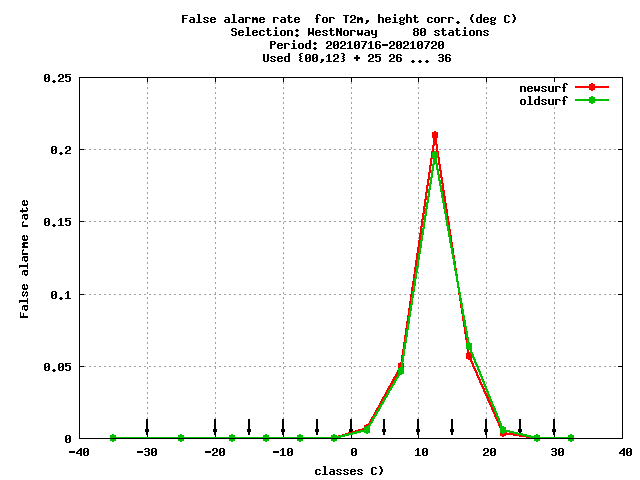 False alarme rate  for T2m, height corr. (deg C)
Selection: WestNorway     80 stations
Period: 20210716-20210720
Used {00,12} + 25 26 ... 36
newsurf
oldsurf
0.25
0.2
0.15
0.1
0.05
0
False alarme rate
-40 -30 -20 -10 0 10 20 30 40
classes C)